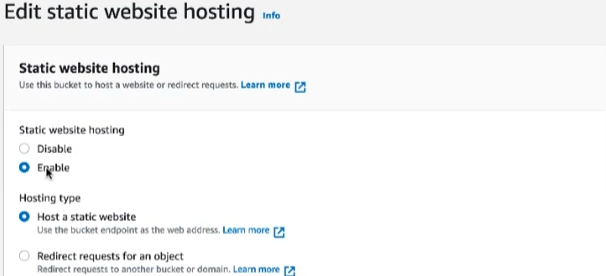 Edit static website hosting Info
Static website hosting
Use this bucket to host a website or redirect requests. Learn more
Static website hosting
Disable
Enable
Hosting type
Host a static website
Use the bucket endpoint as the web address. Learn more
Redirect requests for an object
Redirect requests to another bucket or domain. Learn more